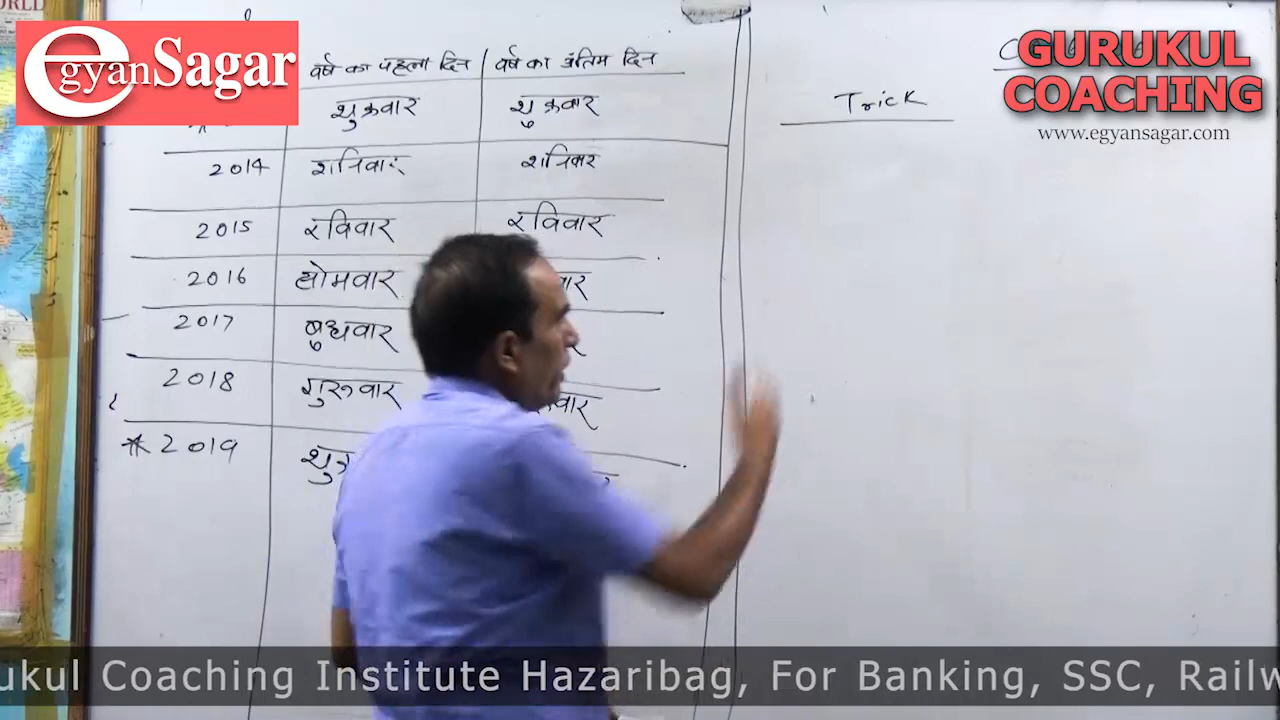 egyanSagar
GURUKUL
COACHING
www.egyansagar.com
वर्ष का पहला दिन वर्ष का अंतिम दिन
Trick
शुक्रवार शुक्रवार
2014 शनिवार शनिवार
2015 रविवार रविवार
2016 सोमवार वार
2017 बुधवार र
2018 गुरुवार वार
* 2019 शुक्र
ukul Coaching Institute Hazaribag, For Banking, SSC, Railw